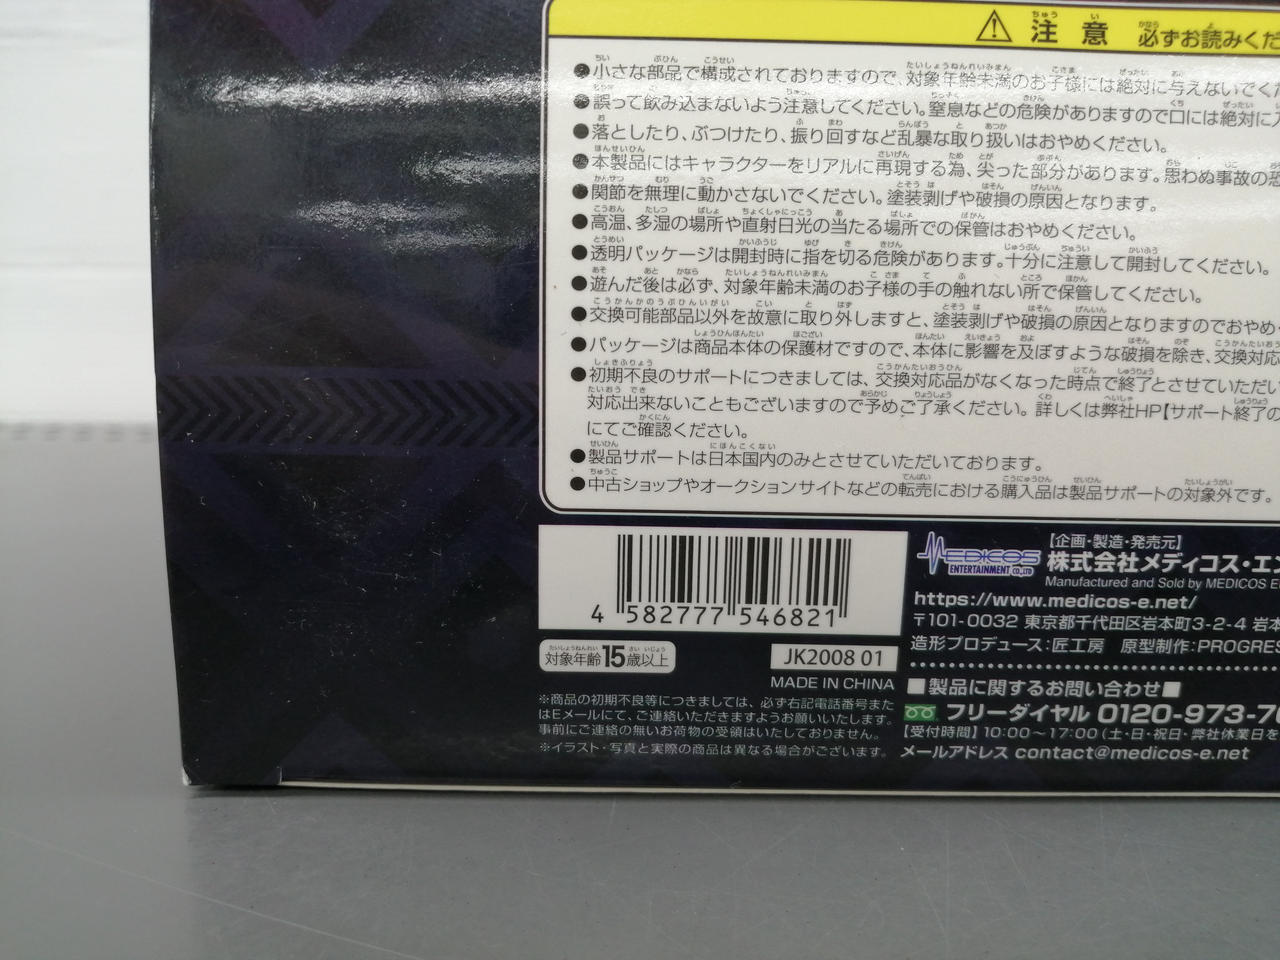 注意 必ずお読みくだ
●小さな部品で構成されておりますので、対象年齢未満のお子様には絶対に与えないでくだ
●誤って飲み込まないよう注意してください。窒息などの危険がありますので口には絶対に入
●落としたり、ぶつけたり、振り回すなど乱暴な取り扱いはおやめください。
●本製品にはキャラクターをリアルに再現する為、尖った部分があります。思わぬ事故の恐
●関節を無理に動かさないでください。塗装剥げや破損の原因となります。
●高温、多湿の場所や直射日光の当たる場所での保管はおやめください。
●透明パッケージは開封時に指を切る危険があります。十分に注意して開封してください。
●遊んだ後は必ず、対象年齢未満のお子様の手の触れない所で保管してください。
●交換可能部品以外を故意に取り外しますと、塗装剥げや破損の原因となりますのでおやめ
●パッケージは商品本体の保護材ですので、本体に影響を及ぼすような破損を除き、交換対応
●初期不良のサポートにつきましては、交換対応品がなくなった時点で終了とさせていただい
対応出来ないこともございますので予めご了承ください。詳しくは弊社HP【サポート終了の
にてご確認ください。
●製品サポートは日本国内のみとさせていただいております。
●中古ショップやオークションサイトなどの転売における購入品は製品サポートの対象外です。
4 582777 546821
対象年齢15歳以上
JK2008 01
MADE IN CHINA
※商品の初期不良等につきましては、必ず右記電話番号また
はEメールにて、ご連絡いただきますようお願いいたします。
事前にご連絡の無いお荷物の受領はいたしておりません。
※イラスト・写真と実際の商品は異なる場合がございます。
MEDICOS
ENTERTAINMENT CO.,LTD
【企画・製造・発売元】
株式会社メディコス・エン
Manufactured and Sold by MEDICOS E
https://www.medicos-e.net/
〒101-0032 東京都千代田区岩本町3-2-4 岩本
造形プロデュース:匠工房 原型制作:PROGRES
■製品に関するお問い合わせ■
フリーダイヤル 0120-973-7
【受付時間】10:00〜17:00(土・日・祝日・弊社休業日を
メールアドレス contact@medicos-e.net